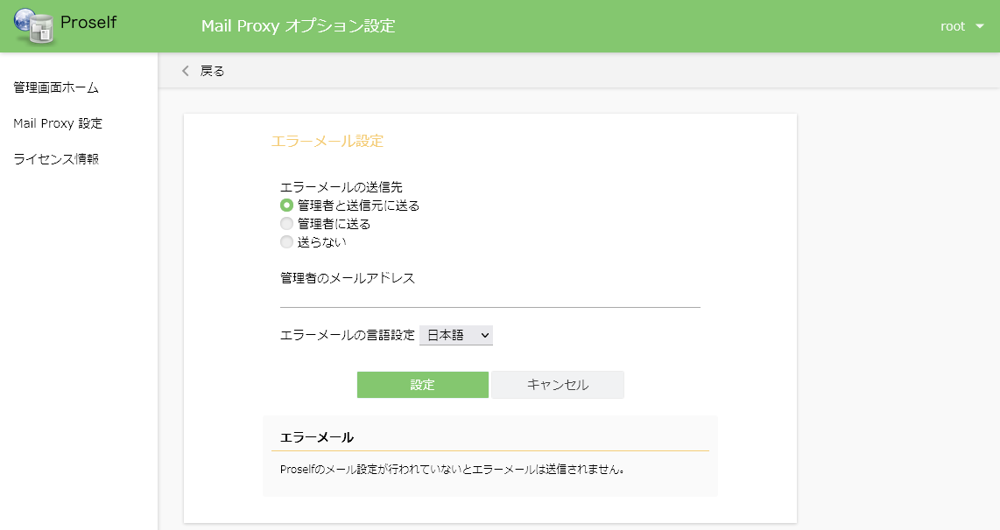 Proself
Mail Proxy オプション設定
root
管理画面ホーム
Mail Proxy 設定
ライセンス情報
戻る
エラーメール設定
エラーメールの送信先
管理者と送信元に送る
管理者に送る
送らない
管理者のメールアドレス
エラーメールの言語設定 日本語
設定 キャンセル
エラーメール
Proselfのメール設定が行われていないとエラーメールは送信されません。